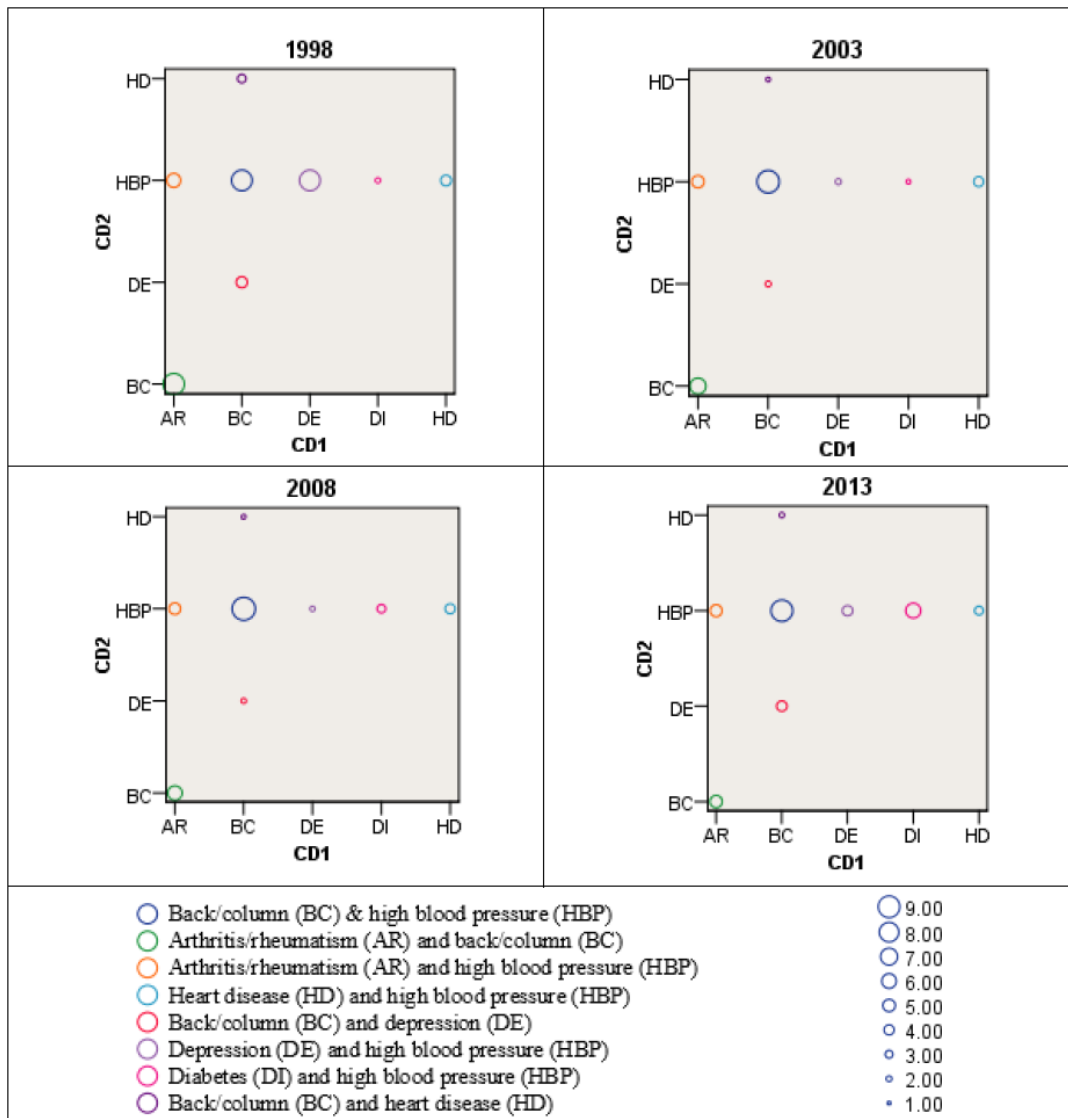 1998
HD
HBP
DE
BC
CD2
AR BC DE DI HD
CD1
2003
HD
HBP
DE
BC
CD2
AR BC DE DI HD
CD1
2008
HD
HBP
DE
BC
CD2
AR BC DE DI HD
CD1
2013
HD
HBP
DE
BC
CD2
AR BC DE DI HD
CD1
Back/column (BC) & high blood pressure (HBP)
Arthritis/rheumatism (AR) and back/column (BC)
Arthritis/rheumatism (AR) and high blood pressure (HBP)
Heart disease (HD) and high blood pressure (HBP)
Back/column (BC) and depression (DE)
Depression (DE) and high blood pressure (HBP)
Diabetes (DI) and high blood pressure (HBP)
Back/column (BC) and heart disease (HD)
9.00
8.00
7.00
6.00
5.00
4.00
3.00
2.00
1.00